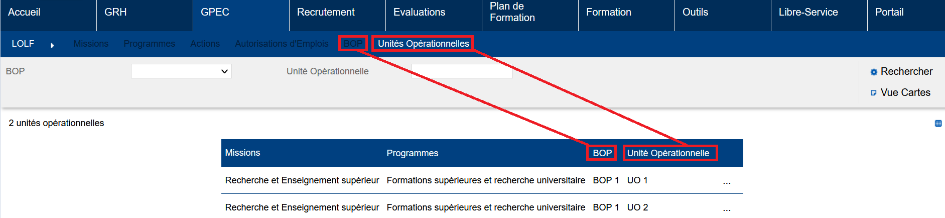 Accueil GRH GPEC Recrutement Evaluations Plan de Formation Formation Outils Libre-Service Portail
LOLF Missions Programmes Actions Autorisations d'Emplois BOP Unités Opérationnelles
BOP Unité Opérationnelle Rechercher
Vue Cartes
2 unités opérationnelles
Missions Programmes BOP Unité Opérationnelle
Recherche et Enseignement supérieur Formations supérieures et recherche universitaire BOP 1 UO 1 ...
Recherche et Enseignement supérieur Formations supérieures et recherche universitaire BOP 1 UO 2 ...